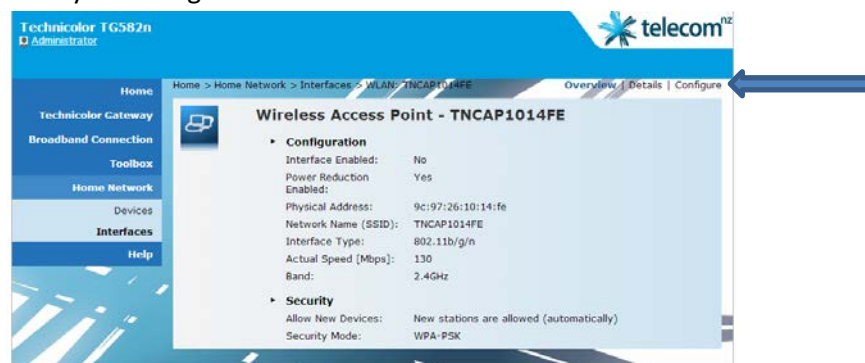 Technicolor TG582n
Administrator
telecomnz
Home > Home Network > Interfaces > WLAN: TNCAP1014FE
Overview | Details | Configure
Home
Technicolor Gateway
Broadband Connection
Toolbox
Home Network
Devices
Interfaces
Help
Wireless Access Point - TNCAP1014FE
Configuration
Interface Enabled: No
Power Reduction Enabled: Yes
Physical Address: 9c:97:26:10:14:fe
Network Name (SSID): TNCAP1014FE
Interface Type: 802.11b/g/n
Actual Speed [Mbps]: 130
Band: 2.4GHz
Security
Allow New Devices: New stations are allowed (automatically)
Security Mode: WPA-PSK